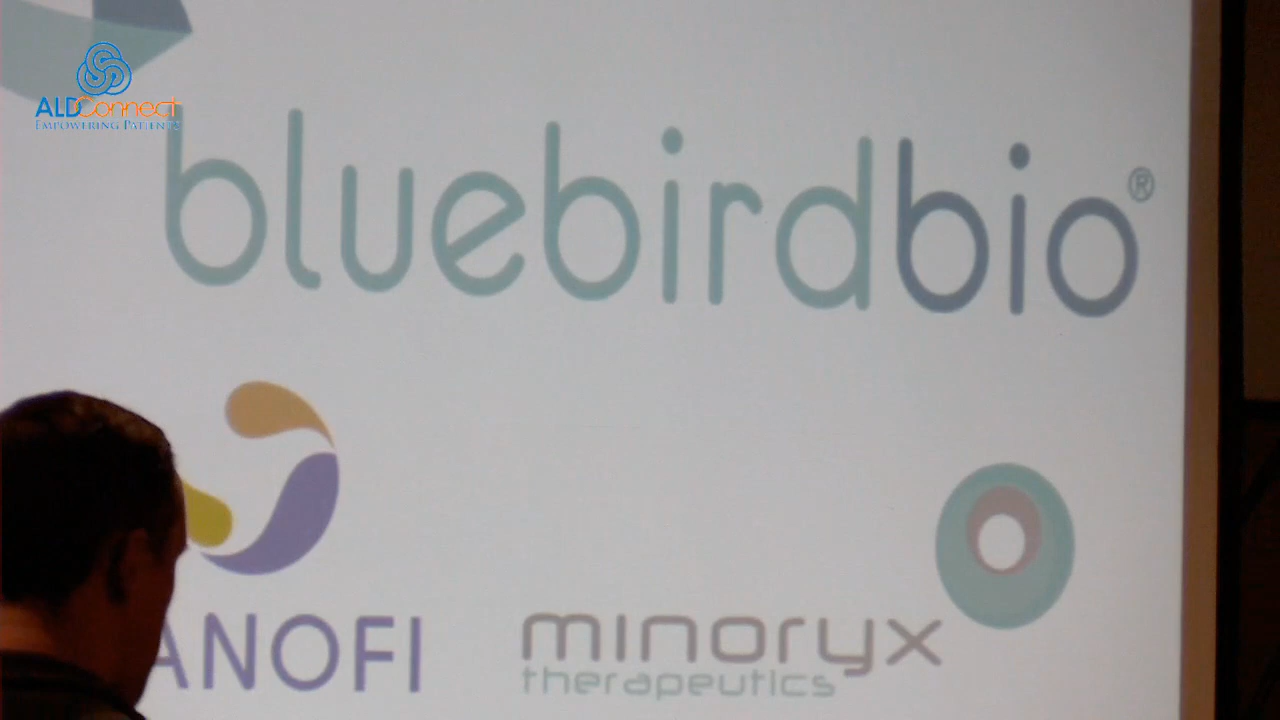 ALDConnect
EMPOWERING PATIENTS
bluebirdbio®
ANOFI
minoryx
therapeutics